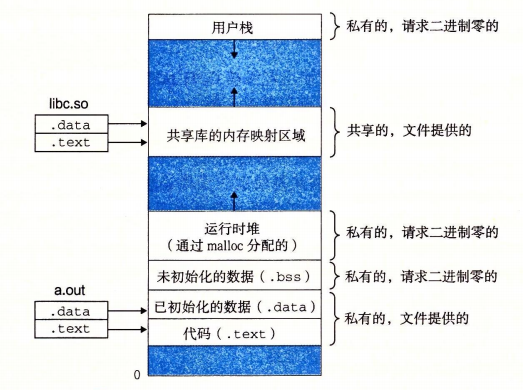 用户栈
私有的，请求二进制零的
libc.so
.data
.text
共享库的内存映射区域
共享的，文件提供的
运行时堆
（通过 malloc 分配的）
私有的，请求二进制零的
未初始化的数据（.bss）
私有的，请求二进制零的
a.out
.data
.text
已初始化的数据（.data）
代码（.text）
私有的，文件提供的
0